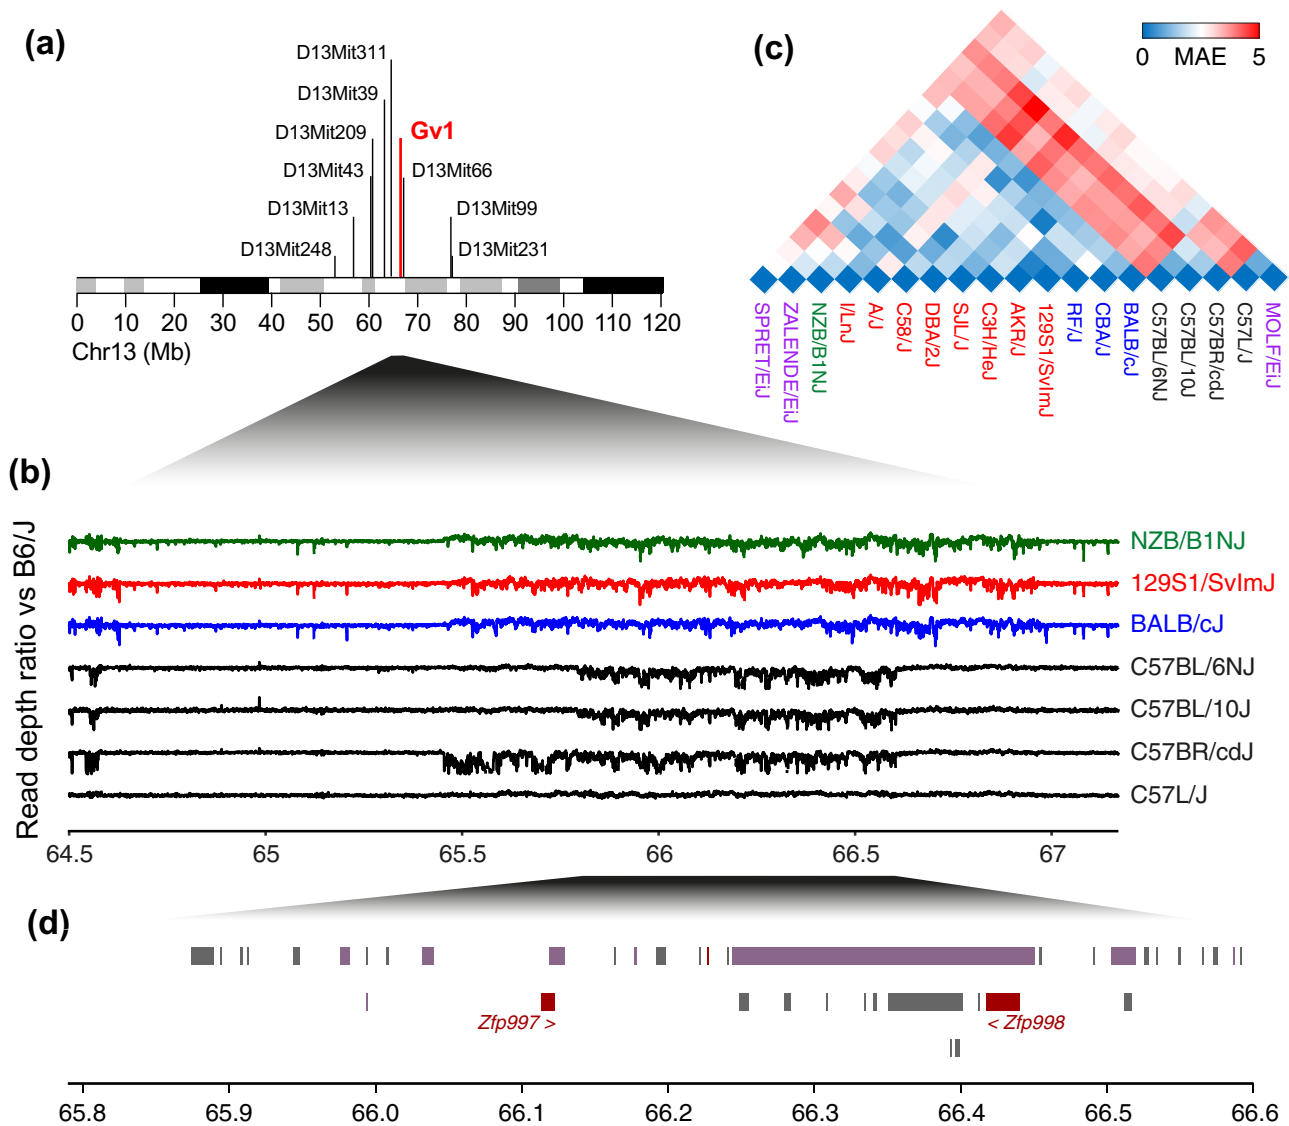 (a)
D13Mit311
D13Mit39
D13Mit209
Gv1
D13Mit43
D13Mit66
D13Mit13
D13Mit99
D13Mit248
D13Mit231
0 10 20 30 40 50 60 70 80 90 100 110 120
Chr13 (Mb)
(c)
0 MAE 5
SPRET/EiJ
ZALENDE/EiJ
NZB/B1NJ
I/LnJ
A/J
C58/J
DBA/2J
SJL/J
C3H/HeJ
AKR/J
129S1/SvImJ
RF/J
CBA/J
BALB/cJ
C57BL/6NJ
C57BL/10J
C57BR/cdJ
C57L/J
MOLF/EiJ
(b)
Read depth ratio vs B6/J
NZB/B1NJ
129S1/SvImJ
BALB/cJ
C57BL/6NJ
C57BL/10J
C57BR/cdJ
C57L/J
64.5 65 65.5 66 66.5 67
(d)
Zfp997 >
< Zfp998
65.8 65.9 66.0 66.1 66.2 66.3 66.4 66.5 66.6